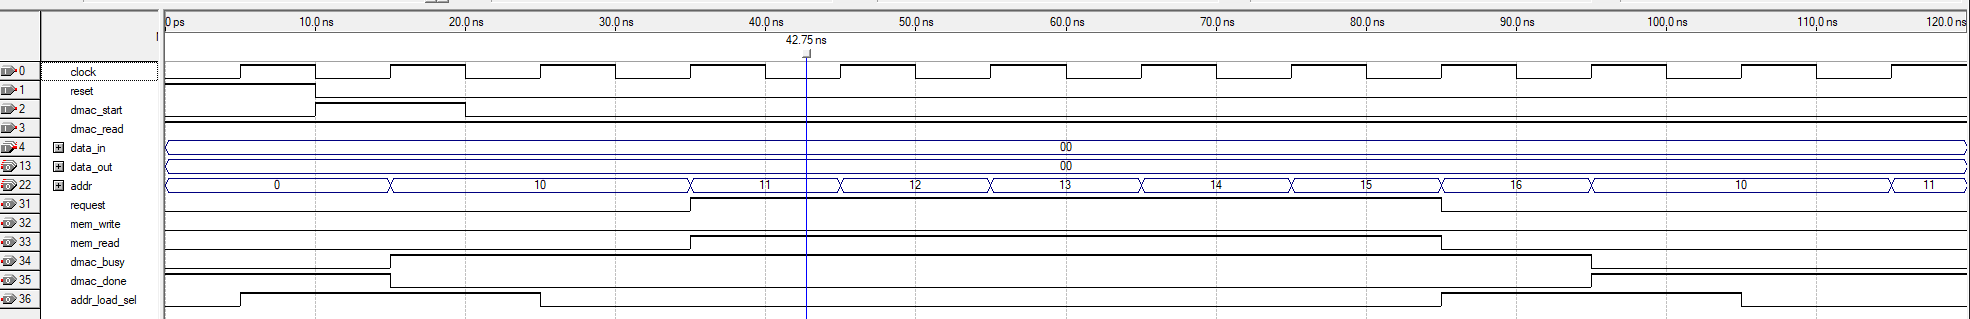 0 ps 10.0 ns 20.0 ns 30.0 ns 40.0 ns 50.0 ns 60.0 ns 70.0 ns 80.0 ns 90.0 ns 100.0 ns 110.0 ns 120.0 ns
42.75 ns
0 clock
1 reset
2 dmac_start
3 dmac_read
4 data_in 00
13 data_out 00
22 addr 0 10 11 12 13 14 15 16 10 11
31 request
32 mem_write
33 mem_read
34 dmac_busy
35 dmac_done
36 addr_load_sel